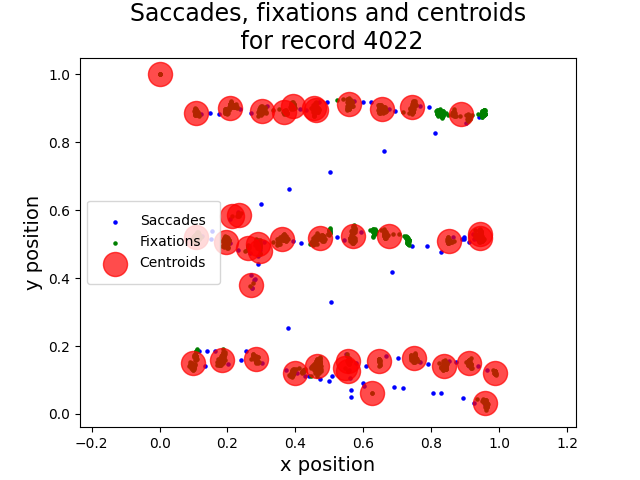 Saccades, fixations and centroids
for record 4022
1.0
0.8
0.6
0.4
0.2
0.0
y position
Saccades
Fixations
Centroids
−0.2 0.0 0.2 0.4 0.6 0.8 1.0 1.2
x position